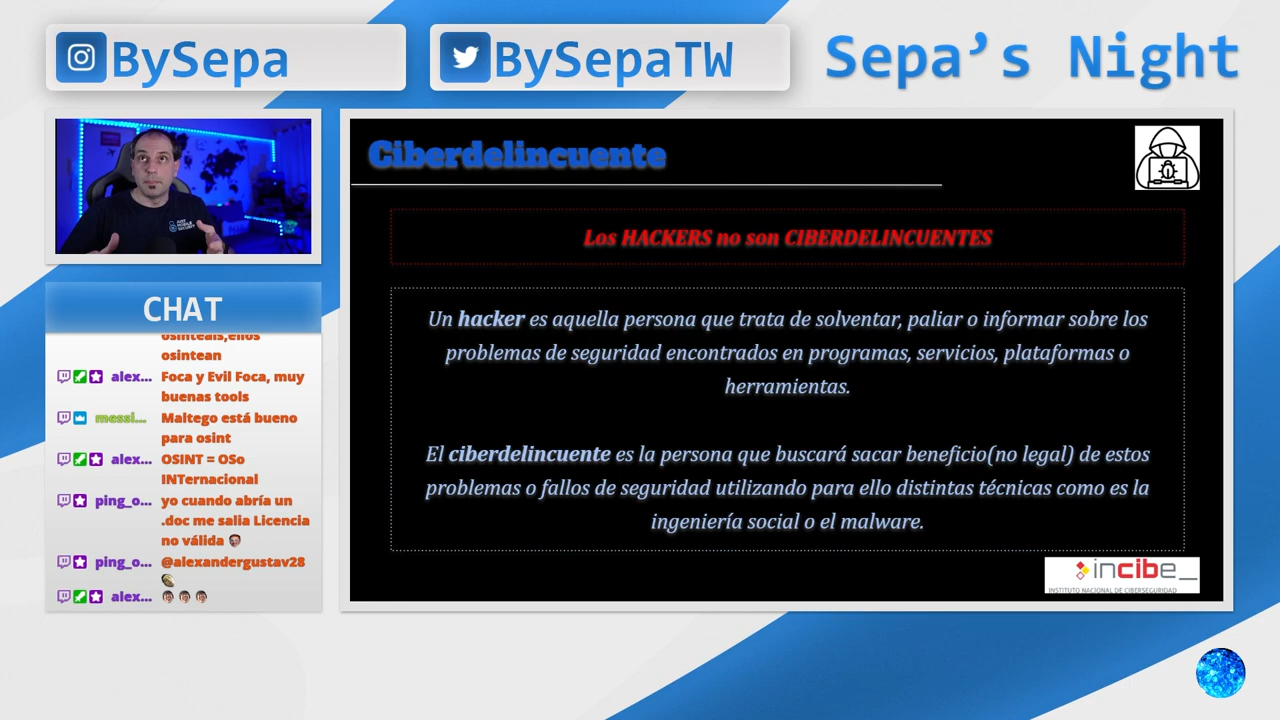 BySepa
BySepaTW
Sepa's Night
Ciberdelincuente
Los HACKERS no son CIBERDELINCUENTES
Un hacker es aquella persona que trata de solventar, paliar o informar sobre los
problemas de seguridad encontrados en programas, servicios, plataformas o
herramientas.
El ciberdelincuente es la persona que buscará sacar beneficio(no legal) de estos
problemas o fallos de seguridad utilizando para ello distintas técnicas como es la
ingeniería social o el malware.
incibe_
INSTITUTO NACIONAL DE CIBERSEGURIDAD
CHAT
osintean
alex... Foca y Evil Foca, muy
buenas tools
messi... Maltego está bueno
para osint
alex... OSINT = OSo
INTernacional
ping_o... yo cuando abría un
.doc me salia Licencia
no válida
ping_o... @alexandergustav28
alex...